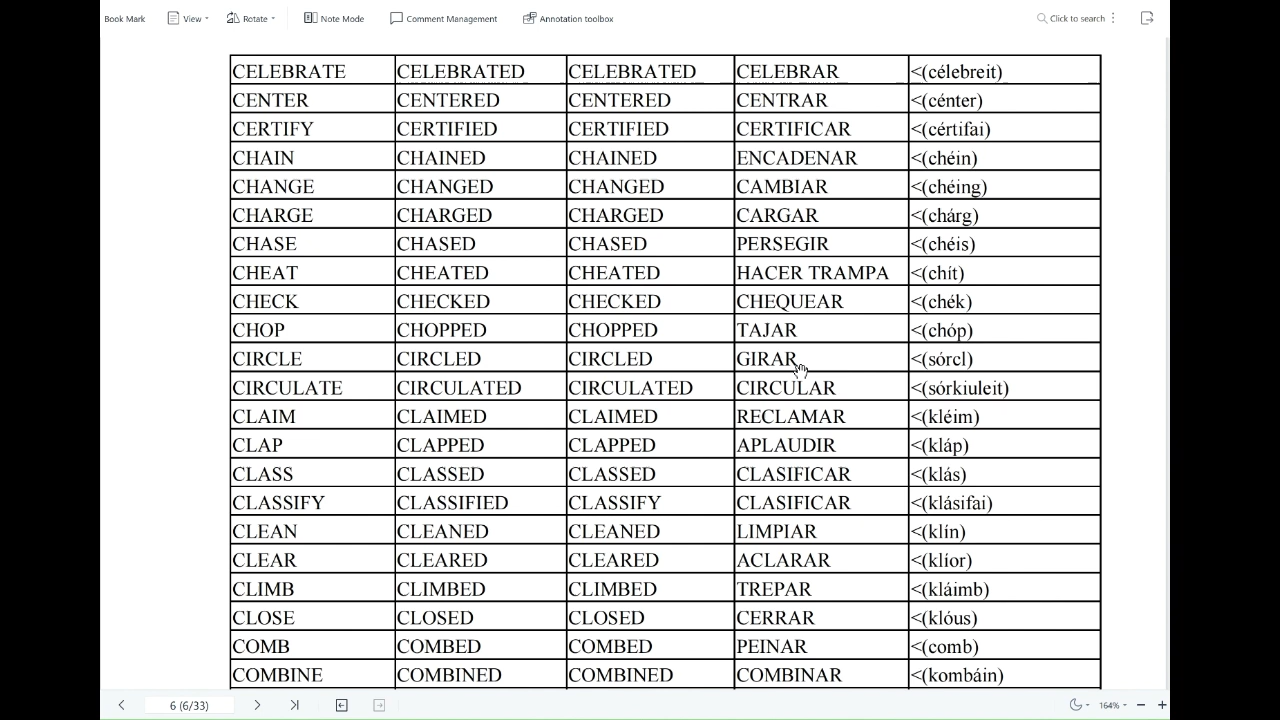 Book Mark View Rotate Note Mode Comment Management Annotation toolbox Click to search
CELEBRATE CELEBRATED CELEBRATED CELEBRAR <(célebreit)
CENTER CENTERED CENTERED CENTRAR <(cénter)
CERTIFY CERTIFIED CERTIFIED CERTIFICAR <(cértifai)
CHAIN CHAINED CHAINED ENCADENAR <(chéin)
CHANGE CHANGED CHANGED CAMBIAR <(chéing)
CHARGE CHARGED CHARGED CARGAR <(chárg)
CHASE CHASED CHASED PERSEGIR <(chéis)
CHEAT CHEATED CHEATED HACER TRAMPA <(chít)
CHECK CHECKED CHECKED CHEQUEAR <(chék)
CHOP CHOPPED CHOPPED TAJAR <(chóp)
CIRCLE CIRCLED CIRCLED GIRAR <(sórcl)
CIRCULATE CIRCULATED CIRCULATED CIRCULAR <(sórkiuleit)
CLAIM CLAIMED CLAIMED RECLAMAR <(kléim)
CLAP CLAPPED CLAPPED APLAUDIR <(kláp)
CLASS CLASSED CLASSED CLASIFICAR <(klás)
CLASSIFY CLASSIFIED CLASSIFY CLASIFICAR <(klásifai)
CLEAN CLEANED CLEANED LIMPIAR <(klín)
CLEAR CLEARED CLEARED ACLARAR <(klíor)
CLIMB CLIMBED CLIMBED TREPAR <(kláimb)
CLOSE CLOSED CLOSED CERRAR <(klóus)
COMB COMBED COMBED PEINAR <(comb)
COMBINE COMBINED COMBINED COMBINAR <(kombáin)
6 (6/33) 164%